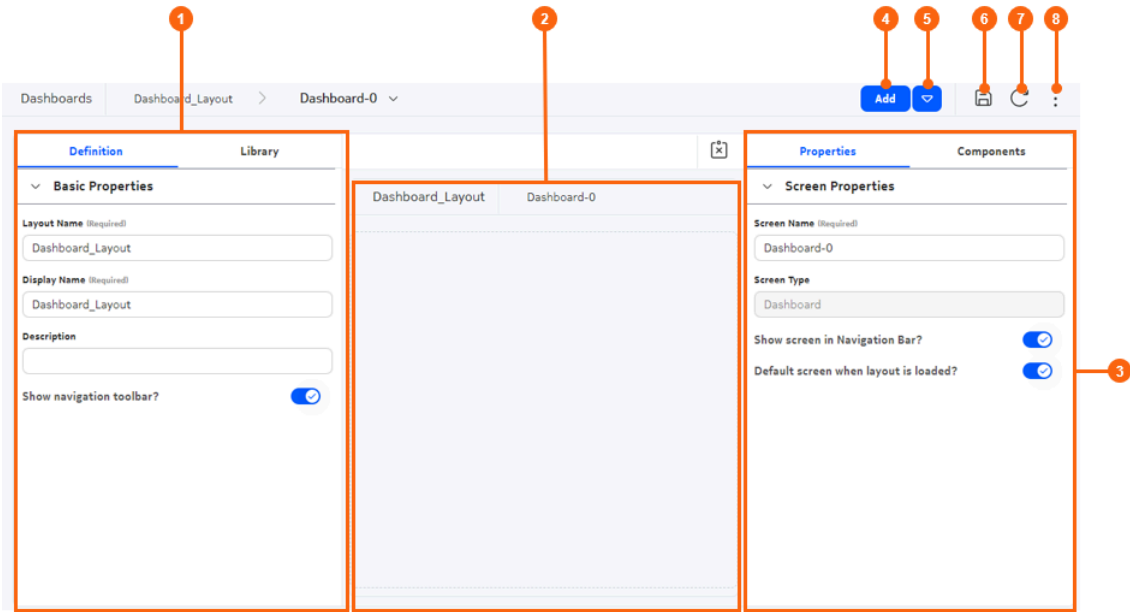 1 2 4 5 6 7 8
Dashboards Dashboard_Layout > Dashboard-0 Add
Definition Library
Basic Properties
Layout Name (Required)
Dashboard_Layout
Display Name (Required)
Dashboard_Layout
Description
Show navigation toolbar?
Dashboard_Layout Dashboard-0
Properties Components
Screen Properties
Screen Name (Required)
Dashboard-0
Screen Type
Dashboard
Show screen in Navigation Bar?
Default screen when layout is loaded?
3